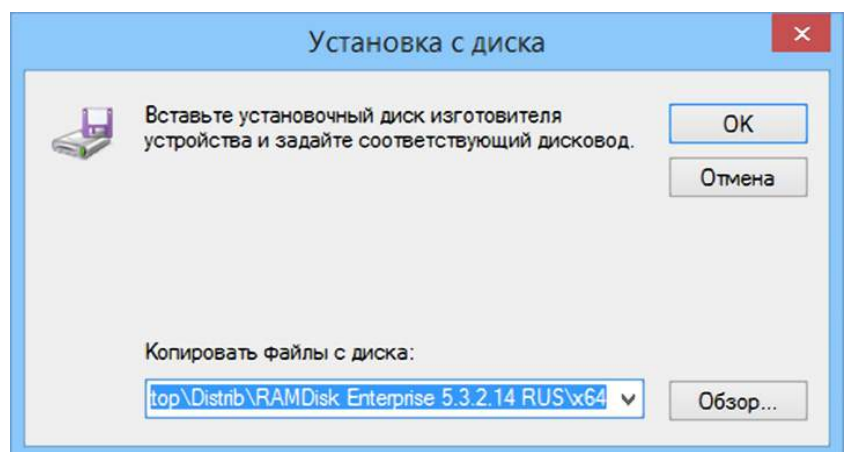 Установка с диска
Вставьте установочный диск изготовителя
устройства и задайте соответствующий дисковод.
OK
Отмена
Копировать файлы с диска:
top\Distrib\RAMDisk Enterprise 5.3.2.14 RUS\x64
Обзор...